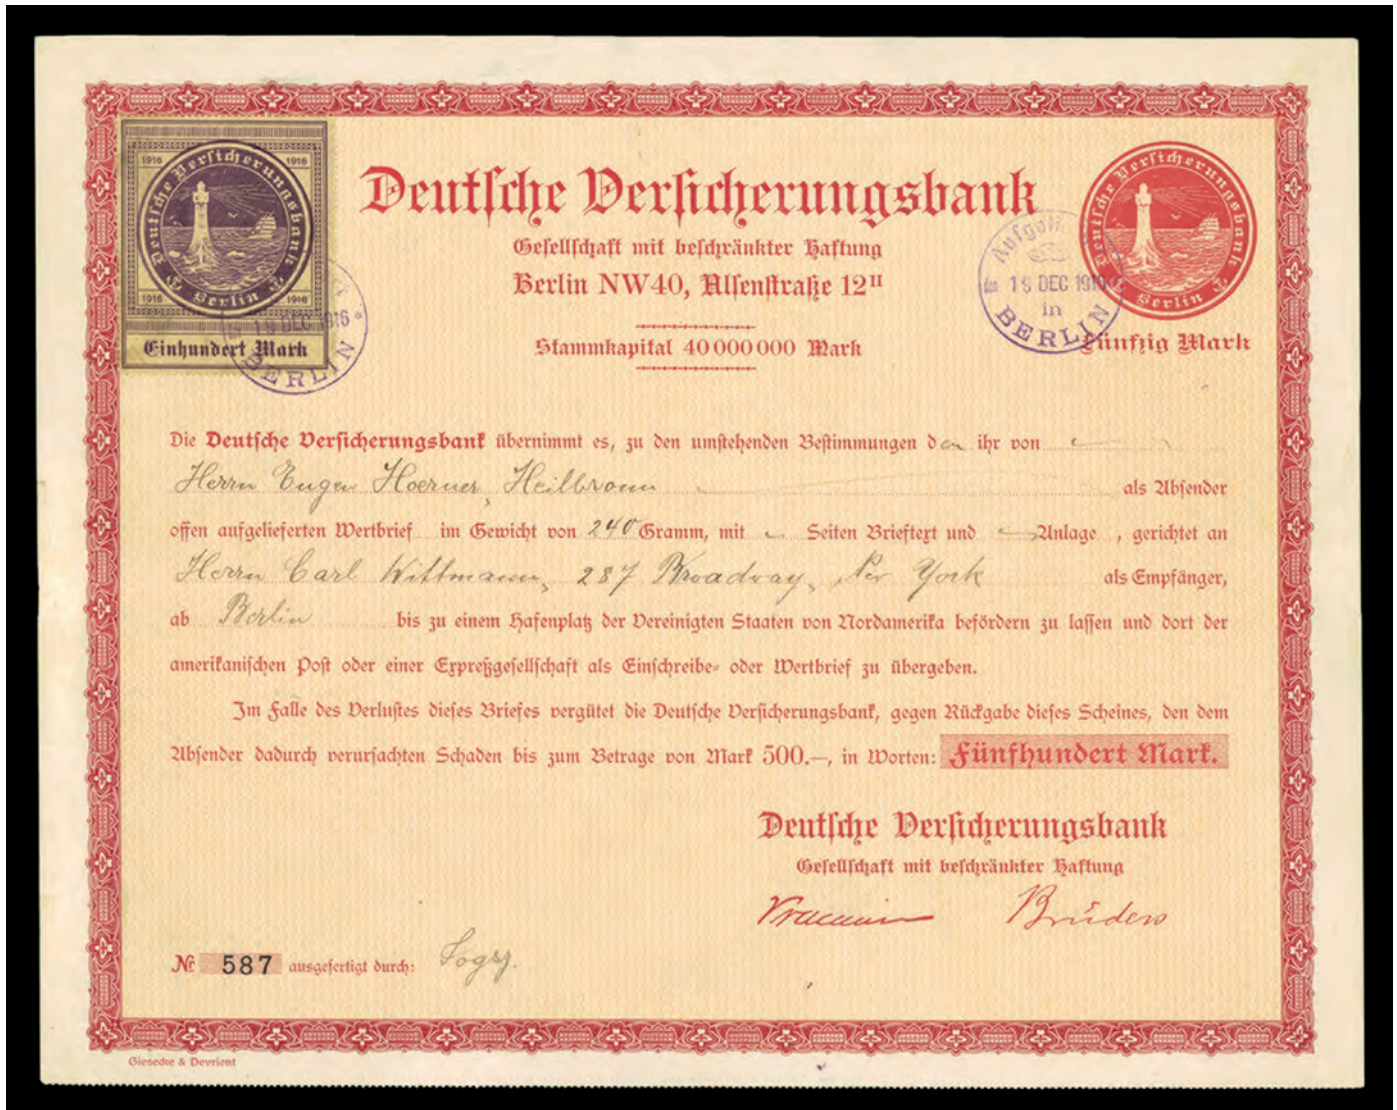 1916 Deutsche Versicherungsbank 1916
Berlin
1916 1916
Einhundert Mark
19 DEC 1916
BERLIN
Deutsche Versicherungsbank
Gesellschaft mit beschränkter Haftung
Berlin NW40, Alsenstraße 12II
Stammkapital 40000000 Mark
Deutsche Versicherungsbank
Berlin
Fünfzig Mark
19 DEC 1916
in
BERLIN
Die Deutsche Versicherungsbank übernimmt es, zu den umstehenden Bestimmungen den ihr von
Herrn Eugen Hoerner, Heilbronn als Absender
offen aufgelieferten Wertbrief im Gewicht von 240 Gramm, mit Seiten Brieftext und Anlage , gerichtet an
Herrn Carl Wittmann, 287 Broadway, New York als Empfänger,
ab Berlin bis zu einem Hafenplatz der Vereinigten Staaten von Nordamerika befördern zu lassen und dort der
amerikanischen Post oder einer Expreßgesellschaft als Einschreibe- oder Wertbrief zu übergeben.
Im Falle des Verlustes dieses Briefes vergütet die Deutsche Versicherungsbank, gegen Rückgabe dieses Scheines, den dem
Absender dadurch verursachten Schaden bis zum Betrage von Mark 500.—, in Worten: Fünfhundert Mark.
Deutsche Versicherungsbank
Gesellschaft mit beschränkter Haftung
Brüders
№ 587 ausgefertigt durch:
Giesecke & Devrient